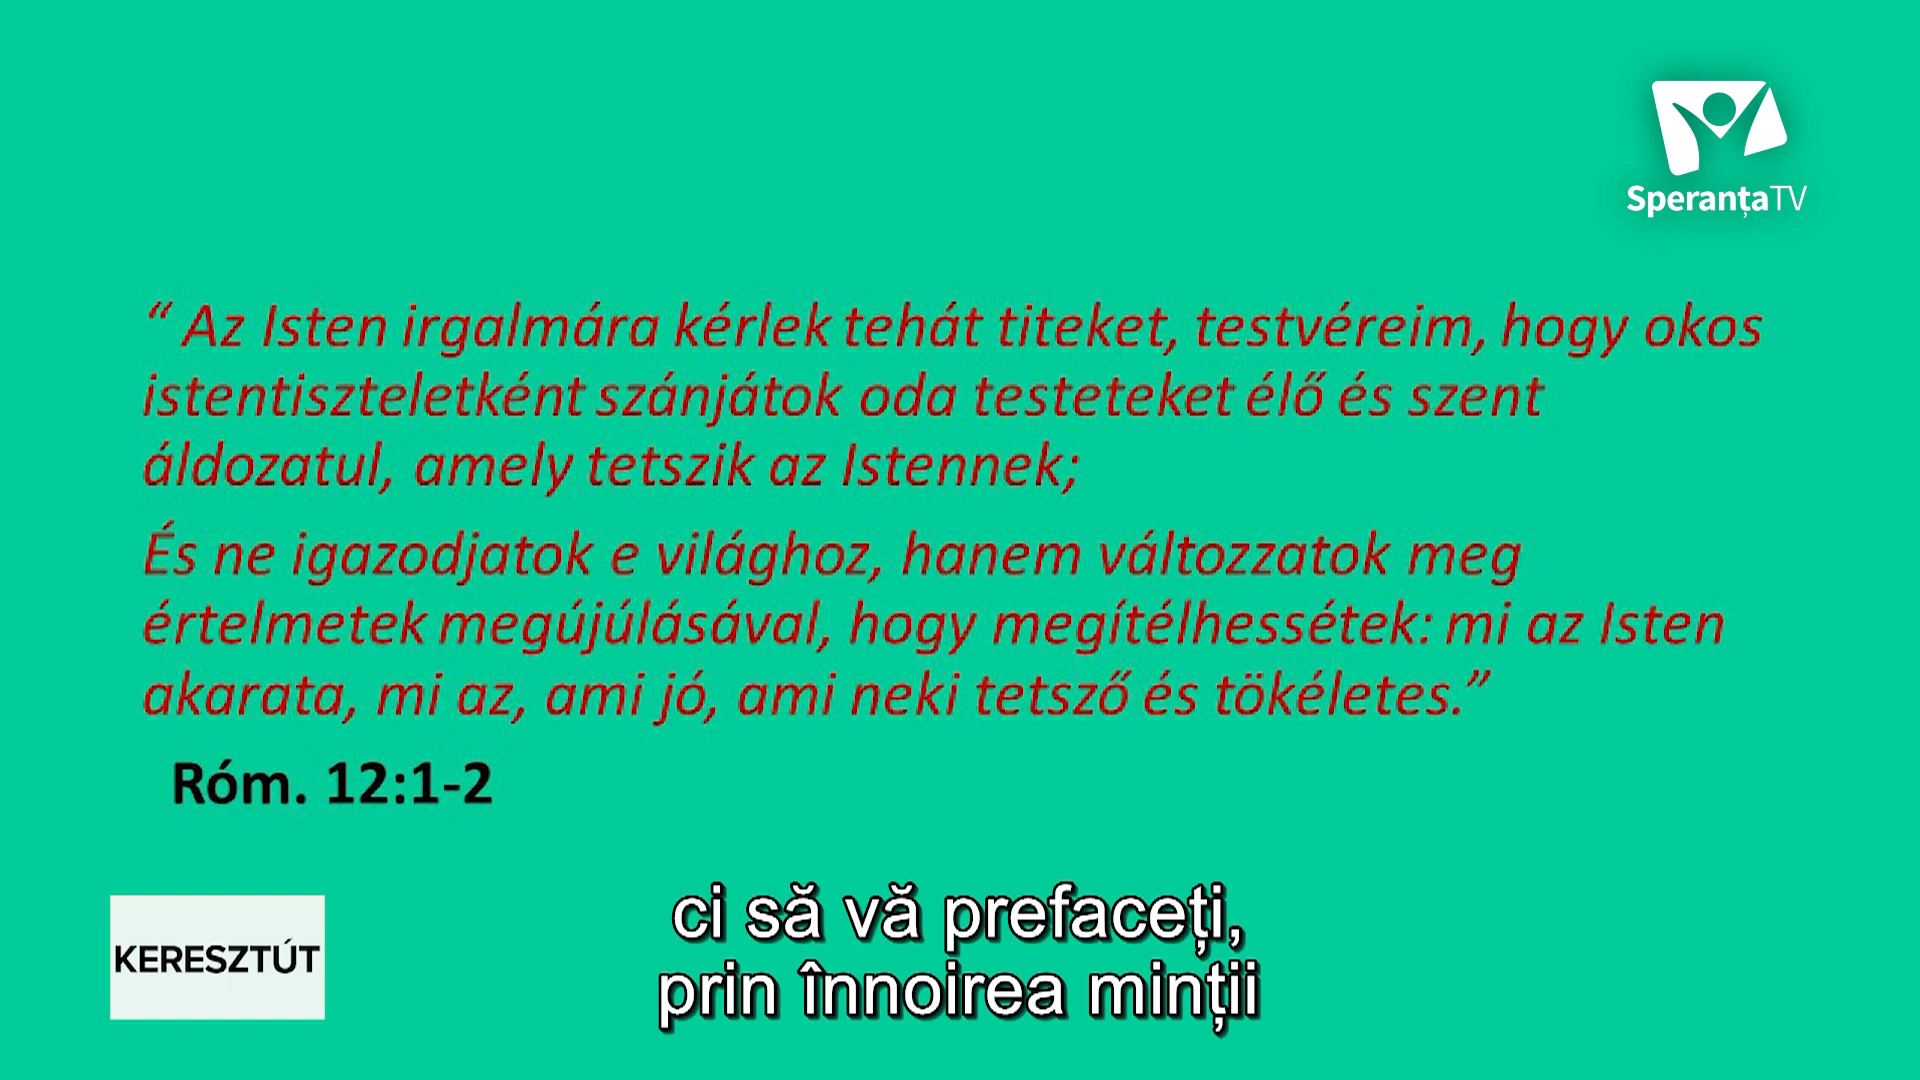 SperanțaTV
“ Az Isten irgalmára kérlek tehát titeket, testvéreim, hogy okos
istentiszteletként szánjátok oda testeteket élő és szent
áldozatul, amely tetszik az Istennek;
És ne igazodjatok e világhoz, hanem változzatok meg
értelmetek megújúlásával, hogy megítélhessétek: mi az Isten
akarata, mi az, ami jó, ami neki tetsző és tökéletes.”
Róm. 12:1-2
KERESZTÚT
ci să vă prefaceți,
prin înnoirea minții